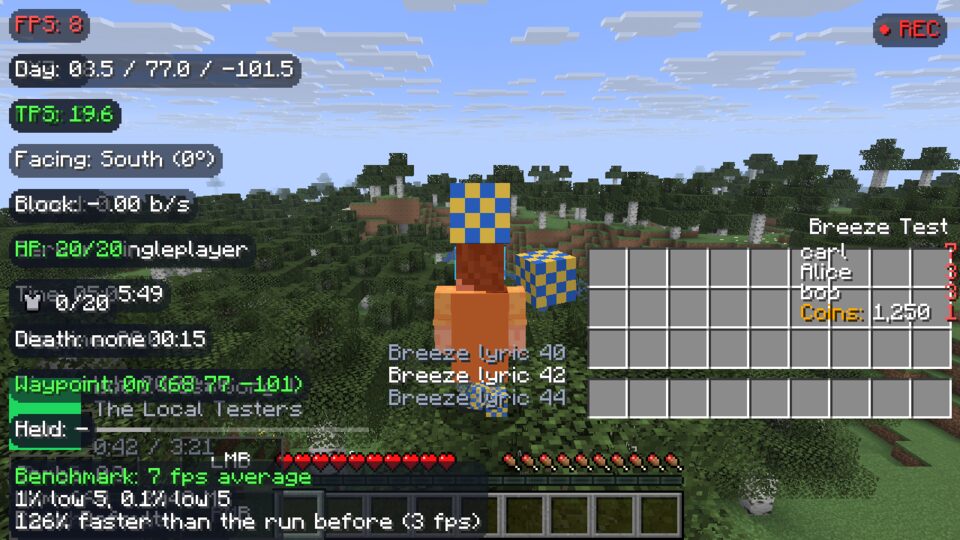 FPS: 8
REC
Day: 03.5 / 77.0 / -101.5
TPS: 19.6
Facing: South (0°)
Block: -.00 b/s
Breeze Test
HP: 20/20 ingleplayer
carl 7
Alice 3
bob 3
0/20 5:49
Coins: 1,250 1
Death: none 00:15
Breeze lyric 40
Breeze lyric 42
Waypoint: 0m (68 77 -101)
Breeze lyric 44
The Local Testers
Held: -
0:42 / 3:21
LMB
Benchmark: 7 fps average
1% low 5, 0.1% low 5
126% faster than the run before (3 fps)